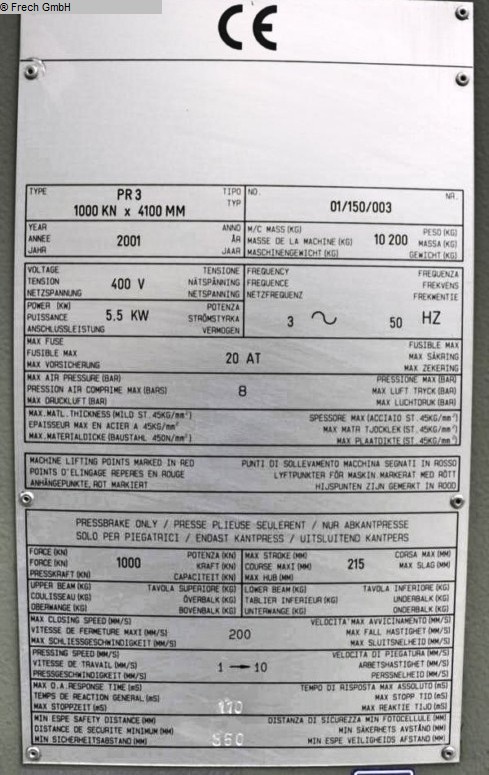 © Frech GmbH
CE
TYPE PR 3 TIPO NO. NR.
1000 KN x 4100 MM TYP 01/150/003
YEAR ANNO M/C MASS (KG) PESO (KG)
ANNEE 2001 ÅR MASSE DE LA MACHINE (KG) 10 200 MASSA (KG)
JAHR JAAR MASCHINENGEWICHT (KG) GEWICHT (KG)
VOLTAGE TENSIONE FREQUENCY FREQUENZA
TENSION 400 V NÄTSPÄNNING FREQUENCE FREKVENS
NETZSPANNUNG NETSPANNING NETZFREQUENZ FREKWENTIE
POWER (KW) POTENZA
PUISSANCE 5,5 KW STRÖMSTYRKA 3 ~ 50 HZ
ANSCHLUSSLEISTUNG VERMOGEN
MAX FUSE FUSIBLE MAX
FUSIBLE MAX 20 AT MAX SÄKRING
MAX VORSICHERUNG MAX ZEKERING
MAX AIR PRESSURE (BAR) PRESSIONE MAX (BAR)
PRESSION AIR COMPRIME MAX (BARS) 8 MAX LUFT TRYCK (BAR)
MAX DRUCKLUFT (BAR) MAX LUCHTDRUK (BAR)
MAX.MATL.THICKNESS (MILD ST. 45KG/mm²) SPESSORE MAX (ACCIAIO ST. 45KG/mm²)
EPAISSEUR MAX EN ACIER A 45KG/mm²) MAX MATR TJOCKLEK (ST. 45KG/mm²)
MAX.MATERIALDICKE (BAUSTAHL 450N/mm²) MAX PLAATDIKTE (ST. 45KG/mm²)
MACHINE LIFTING POINTS MARKED IN RED PUNTI DI SOLLEVAMENTO MACCHINA SEGNATI IN ROSSO
POINTS D'ELINGAGE REPERES EN ROUGE LYFTPUNKTER FÖR MASKIN. MARKERAT MED RÖTT
ANHÄNGEPUNKTE, ROT MARKIERT HIJSPUNTEN ZIJN GEMERKT IN ROOD
PRESSBRAKE ONLY / PRESSE PLIEUSE SEULERENT / NUR ABKANTPRESSE
SOLO PER PIEGATRICI / ENDAST KANTPRESS / UITSLUITEND KANTPERS
FORCE (KN) POTENZA (KN) MAX STROKE (MM) CORSA MAX (MM)
FORCE (KN) 1000 KRAFT (KN) COURSE MAXI (MM) 215 MAX SLAG (MM)
PRESSKRAFT (KN) CAPACITEIT (KN) MAX HUB (MM)
UPPER BEAM (KG) TAVOLA SUPERIORE (KG) LOWER BEAM (KG) TAVOLA INFERIORE (KG)
COULISSEAU (KG) ÖVERBALK (KG) TABLIER INFERIEUR (KG) UNDERBALK (KG)
OBERWANGE (KG) BOVENBALK (KG) UNTERWANGE (KG) ONDERBALK (KG)
MAX CLOSING SPEED (MM/S) VELOCITA' MAX AVVICINAMENTO (MM/S)
VITESSE DE FERMETURE MAXI (MM/S) 200 MAX FALL HASTIGHET (MM/S)
MAX SCHLIESSGESCHWINDIGKEIT (MM/S) MAX SLUITSNELHEID (MM/S)
PRESSING SPEED (MM/S) VELOCITA DI PIEGATURA (MM/S)
VITESSE DE TRAVAIL (MM/S) 1 → 10 ARBETSHASTIGHET (MM/S)
PRESSGESCHWINDIGKEIT (MM/S) PERSSNELHEID (MM/S)
MAX O.A. RESPONSE TIME (mS) TEMPO DI RISPOSTA MAX ASSOLUTO (mS)
TEMPS DE REACTION GENERAL (mS) MAX STOPP TID (mS)
MAX STOPPZEIT (mS) 110 MAX REAKTIE TIJD (mS)
MIN ESPE SAFETY DISTANCE (MM) DISTANZA DI SICUREZZA MIN FOTOCELLULE (MM)
DISTANCE DE SECURITE MINIMUM (MM) MIN SÄKERHETS AVSTÅND (MM)
MIN SICHERHEITSABSTAND (MM) MIN ESPE VEILIGHEIDS AFSTAND (MM)